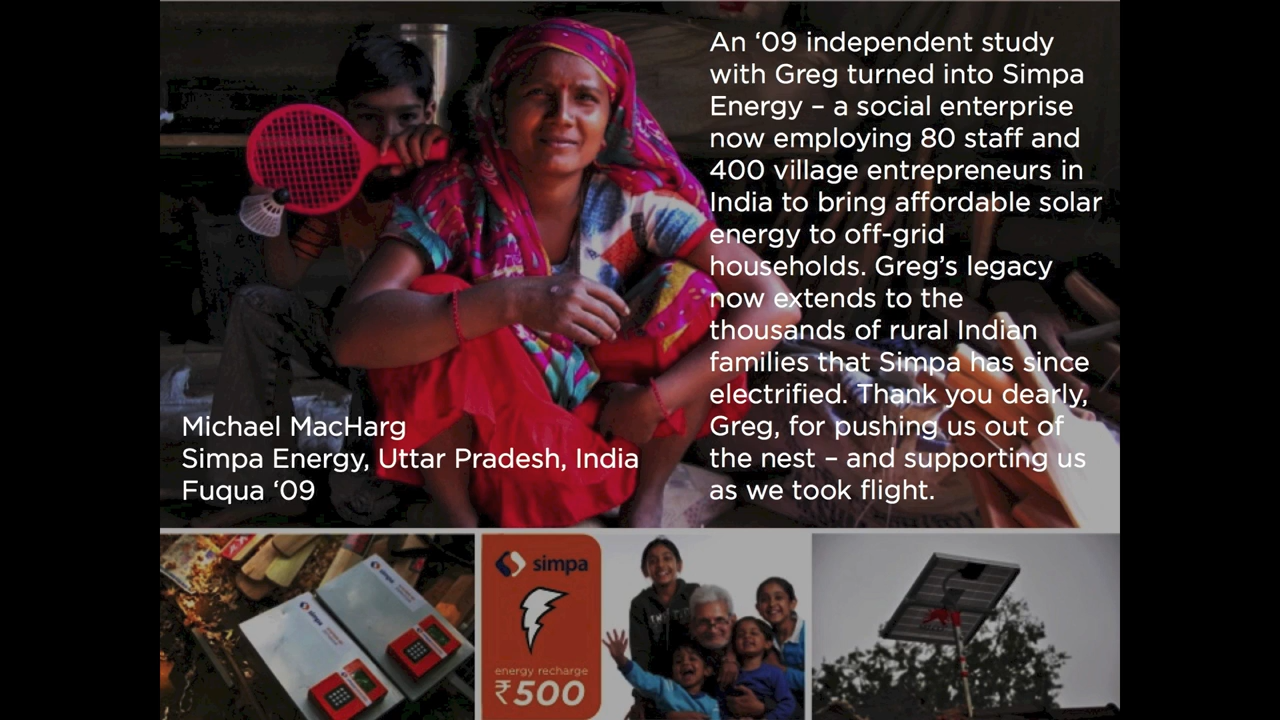 An ‘09 independent study
with Greg turned into Simpa
Energy – a social enterprise
now employing 80 staff and
400 village entrepreneurs in
India to bring affordable solar
energy to off-grid
households. Greg’s legacy
now extends to the
thousands of rural Indian
families that Simpa has since
electrified. Thank you dearly,
Greg, for pushing us out of
the nest – and supporting us
as we took flight.
Michael MacHarg
Simpa Energy, Uttar Pradesh, India
Fuqua ‘09
simpa
simpa
simpa
energy recharge
₹500